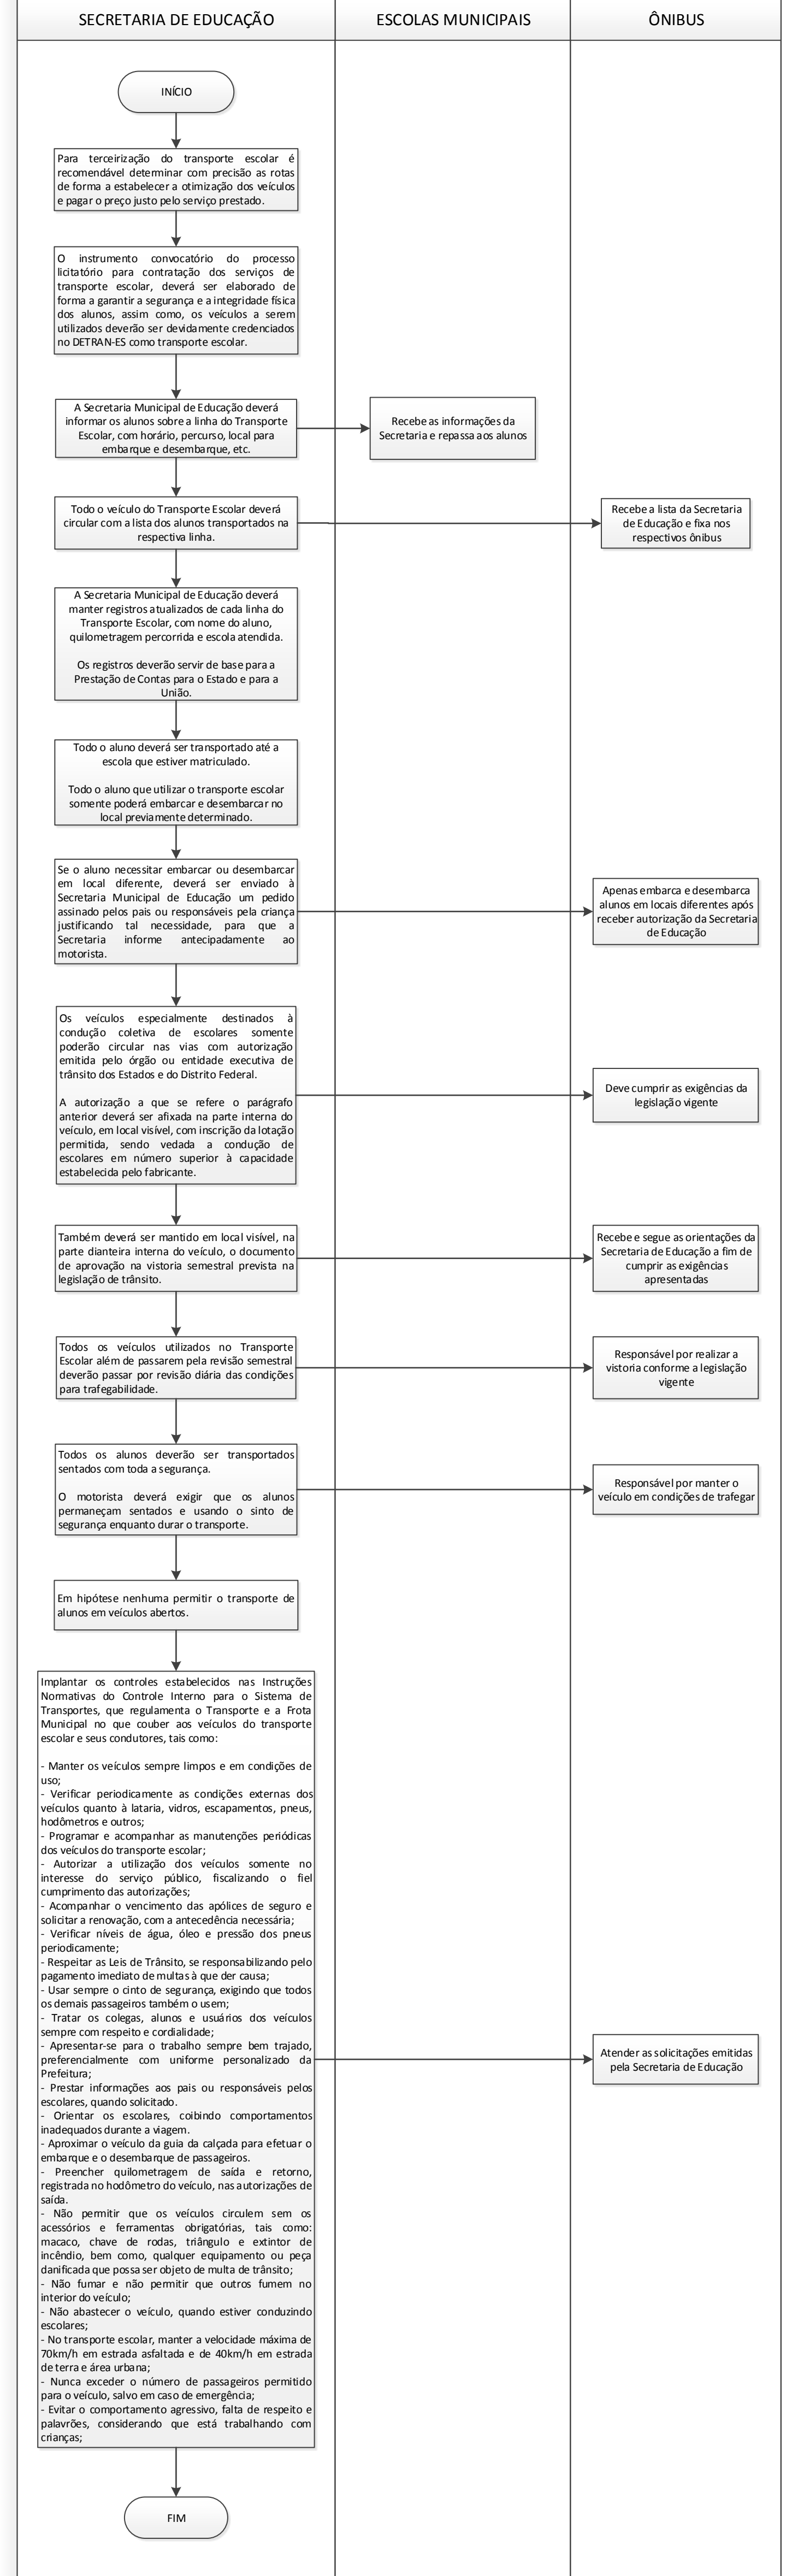 SECRETARIA DE EDUCAÇÃO
ESCOLAS MUNICIPAIS
ÔNIBUS
INÍCIO
Para terceirização do transporte escolar é
recomendável determinar com precisão as rotas
de forma a estabelecer a otimização dos veículos
e pagar o preço justo pelo serviço prestado.
O instrumento convocatório do processo
licitatório para contratação dos serviços de
transporte escolar, deverá ser elaborado de
forma a garantir a segurança e a integridade física
dos alunos, assim como, os veículos a serem
utilizados deverão ser devidamente credenciados
no DETRAN-ES como transporte escolar.
A Secretaria Municipal de Educação deverá
informar os alunos sobre a linha do Transporte
Escolar, com horário, percurso, local para
embarque e desembarque, etc.
Recebe as informações da
Secretaria e repassa aos alunos
Todo o veículo do Transporte Escolar deverá
circular com a lista dos alunos transportados na
respectiva linha.
Recebe a lista da Secretaria
de Educação e fixa nos
respectivos ônibus
A Secretaria Municipal de Educação deverá
manter registros atualizados de cada linha do
Transporte Escolar, com nome do aluno,
quilometragem percorrida e escola atendida.
Os registros deverão servir de base para a
Prestação de Contas para o Estado e para a
União.
Todo o aluno deverá ser transportado até a
escola que estiver matriculado.
Todo o aluno que utilizar o transporte escolar
somente poderá embarcar e desembarcar no
local previamente determinado.
Se o aluno necessitar embarcar ou desembarcar
em local diferente, deverá ser enviado à
Secretaria Municipal de Educação um pedido
assinado pelos pais ou responsáveis pela criança
justificando tal necessidade, para que a
Secretaria informe antecipadamente ao
motorista.
Apenas embarca e desembarca
alunos em locais diferentes após
receber autorização da Secretaria
de Educação
Os veículos especialmente destinados à
condução coletiva de escolares somente
poderão circular nas vias com autorização
emitida pelo órgão ou entidade executiva de
trânsito dos Estados e do Distrito Federal.
A autorização a que se refere o parágrafo
anterior deverá ser afixada na parte interna do
veículo, em local visível, com inscrição da lotação
permitida, sendo vedada a condução de
escolares em número superior à capacidade
estabelecida pelo fabricante.
Deve cumprir as exigências da
legislação vigente
Também deverá ser mantido em local visível, na
parte dianteira interna do veículo, o documento
de aprovação na vistoria semestral prevista na
legislação de trânsito.
Recebe e segue as orientações da
Secretaria de Educação a fim de
cumprir as exigências
apresentadas
Todos os veículos utilizados no Transporte
Escolar além de passarem pela revisão semestral
deverão passar por revisão diária das condições
para trafegabilidade.
Responsável por realizar a
vistoria conforme a legislação
vigente
Todos os alunos deverão ser transportados
sentados com toda a segurança.
O motorista deverá exigir que os alunos
permaneçam sentados e usando o sinto de
segurança enquanto durar o transporte.
Responsável por manter o
veículo em condições de trafegar
Em hipótese nenhuma permitir o transporte de
alunos em veículos abertos.
Implantar os controles estabelecidos nas Instruções
Normativas do Controle Interno para o Sistema de
Transportes, que regulamenta o Transporte e a Frota
Municipal no que couber aos veículos do transporte
escolar e seus condutores, tais como:
- Manter os veículos sempre limpos e em condições de
uso;
- Verificar periodicamente as condições externas dos
veículos quanto à lataria, vidros, escapamentos, pneus,
hodômetros e outros;
- Programar e acompanhar as manutenções periódicas
dos veículos do transporte escolar;
- Autorizar a utilização dos veículos somente no
interesse do serviço público, fiscalizando o fiel
cumprimento das autorizações;
- Acompanhar o vencimento das apólices de seguro e
solicitar a renovação, com a antecedência necessária;
- Verificar níveis de água, óleo e pressão dos pneus
periodicamente;
- Respeitar as Leis de Trânsito, se responsabilizando pelo
pagamento imediato de multas à que der causa;
- Usar sempre o cinto de segurança, exigindo que todos
os demais passageiros também o usem;
- Tratar os colegas, alunos e usuários dos veículos
sempre com respeito e cordialidade;
- Apresentar-se para o trabalho sempre bem trajado,
preferencialmente com uniforme personalizado da
Prefeitura;
- Prestar informações aos pais ou responsáveis pelos
escolares, quando solicitado.
- Orientar os escolares, coibindo comportamentos
inadequados durante a viagem.
- Aproximar o veículo da guia da calçada para efetuar o
embarque e o desembarque de passageiros.
- Preencher quilometragem de saída e retorno,
registrada no hodômetro do veículo, nas autorizações de
saída.
- Não permitir que os veículos circulem sem os
acessórios e ferramentas obrigatórias, tais como:
macaco, chave de rodas, triângulo e extintor de
incêndio, bem como, qualquer equipamento ou peça
danificada que possa ser objeto de multa de trânsito;
- Não fumar e não permitir que outros fumem no
interior do veículo;
- Não abastecer o veículo, quando estiver conduzindo
escolares;
- No transporte escolar, manter a velocidade máxima de
70km/h em estrada asfaltada e de 40km/h em estrada
de terra e área urbana;
- Nunca exceder o número de passageiros permitido
para o veículo, salvo em caso de emergência;
- Evitar o comportamento agressivo, falta de respeito e
palavrões, considerando que está trabalhando com
crianças;
Atender as solicitações emitidas
pela Secretaria de Educação
FIM